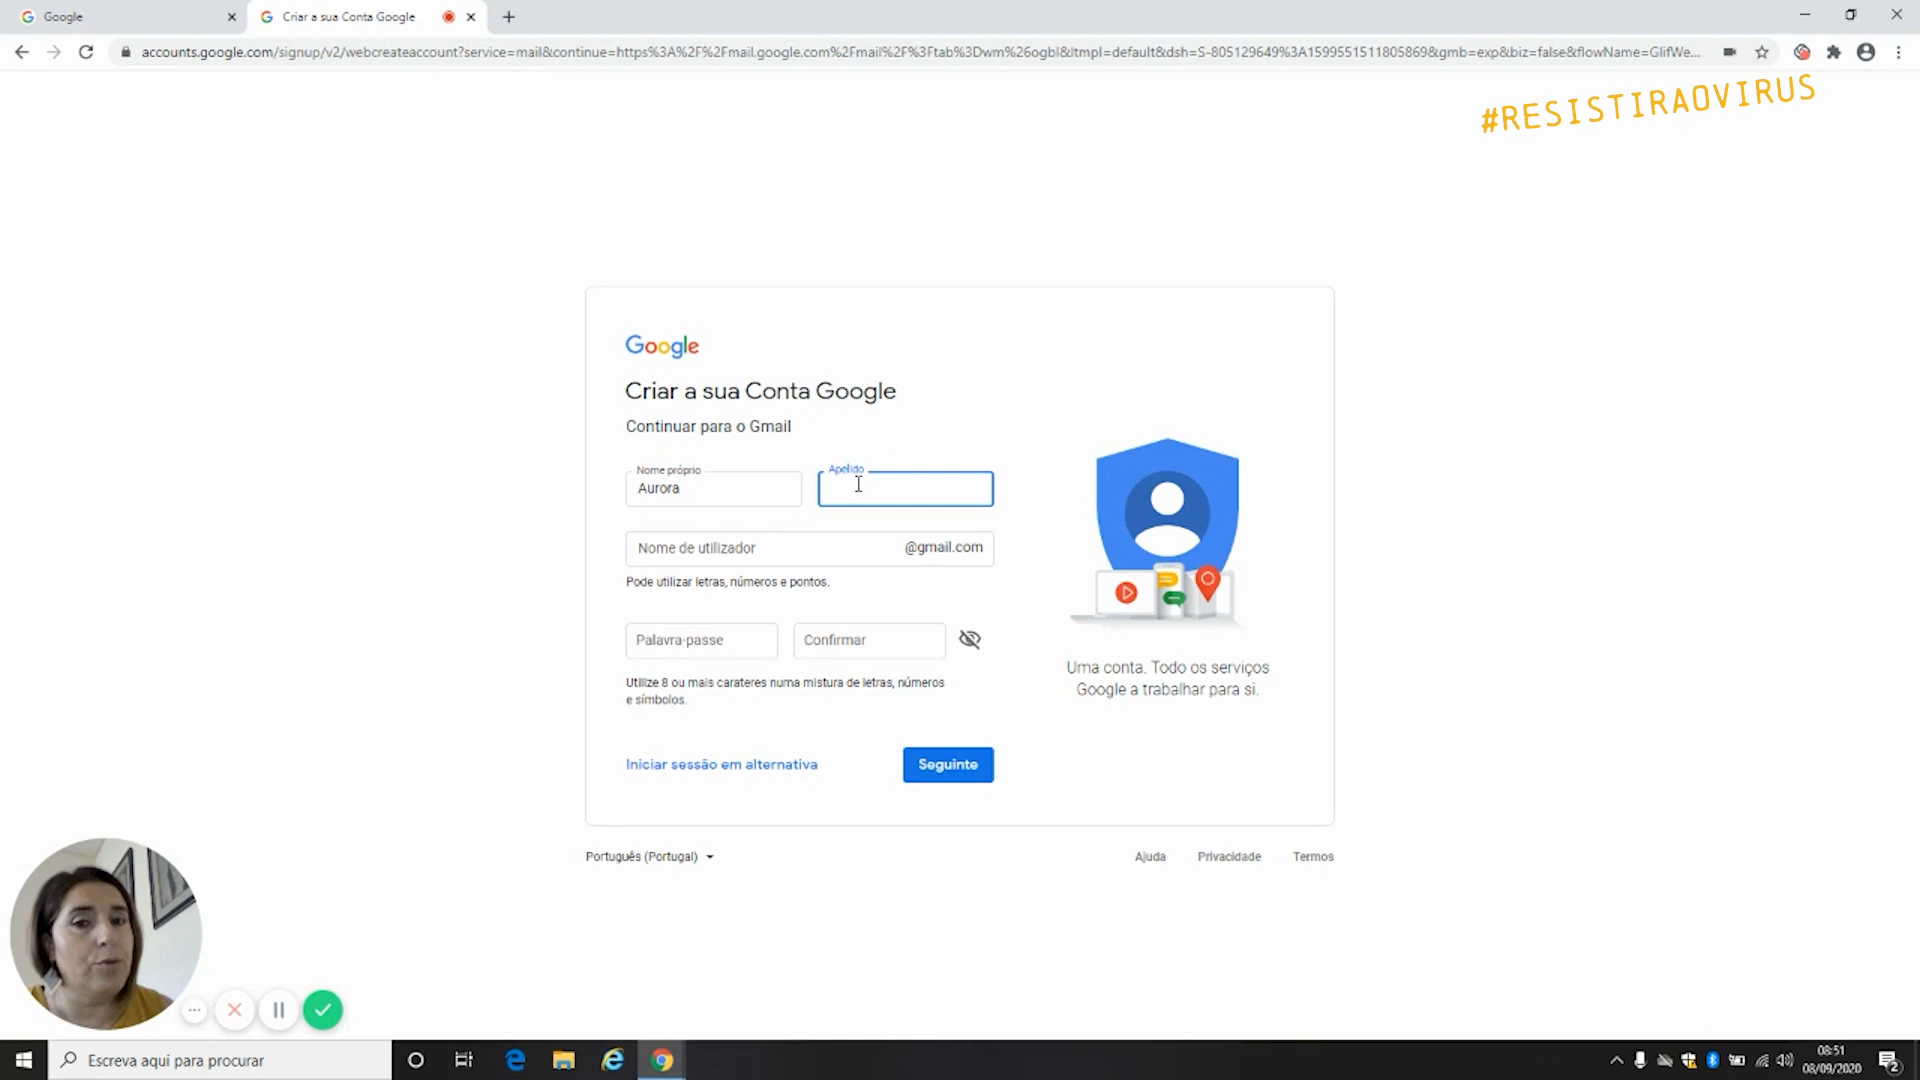 Google
Criar a sua Conta Google
accounts.google.com/signup/v2/webcreateaccount?service=mail&continue=https%3A%2F%2Fmail.google.com%2Fmail%2F%3Ftab%3Dwm%26ogbl&ltmpl=default&dsh=S-805129649%3A1599551511805869&gmb=exp&biz=false&flowName=GlifWe...
#RESISTIRAOVIRUS
Google
Criar a sua Conta Google
Continuar para o Gmail
Nome próprio
Apelido
Aurora
Nome de utilizador
@gmail.com
Pode utilizar letras, números e pontos.
Palavra-passe
Confirmar
Utilize 8 ou mais carateres numa mistura de letras, números
e símbolos.
Uma conta. Todo os serviços
Google a trabalhar para si.
Iniciar sessão em alternativa
Seguinte
Português (Portugal)
Ajuda
Privacidade
Termos
Escreva aqui para procurar
08:51
08/09/2020
2